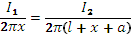 I₁/2πx = I₂/2π(l + x + a)